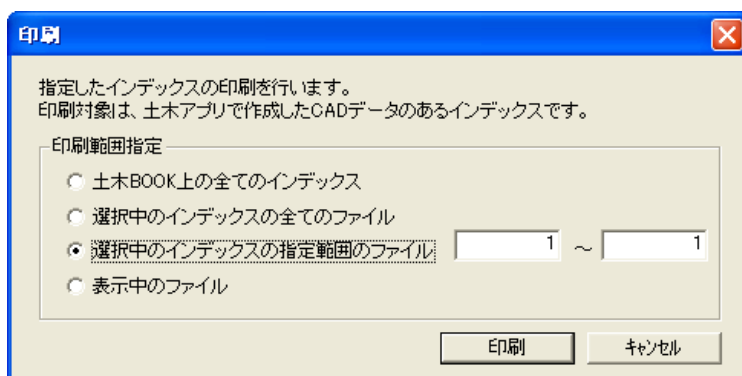 印刷
指定したインデックスの印刷を行います。
印刷対象は、土木アプリで作成したCADデータのあるインデックスです。
印刷範囲指定
土木BOOK上の全てのインデックス
選択中のインデックスの全てのファイル
選択中のインデックスの指定範囲のファイル 1 ～ 1
表示中のファイル
印刷 キャンセル